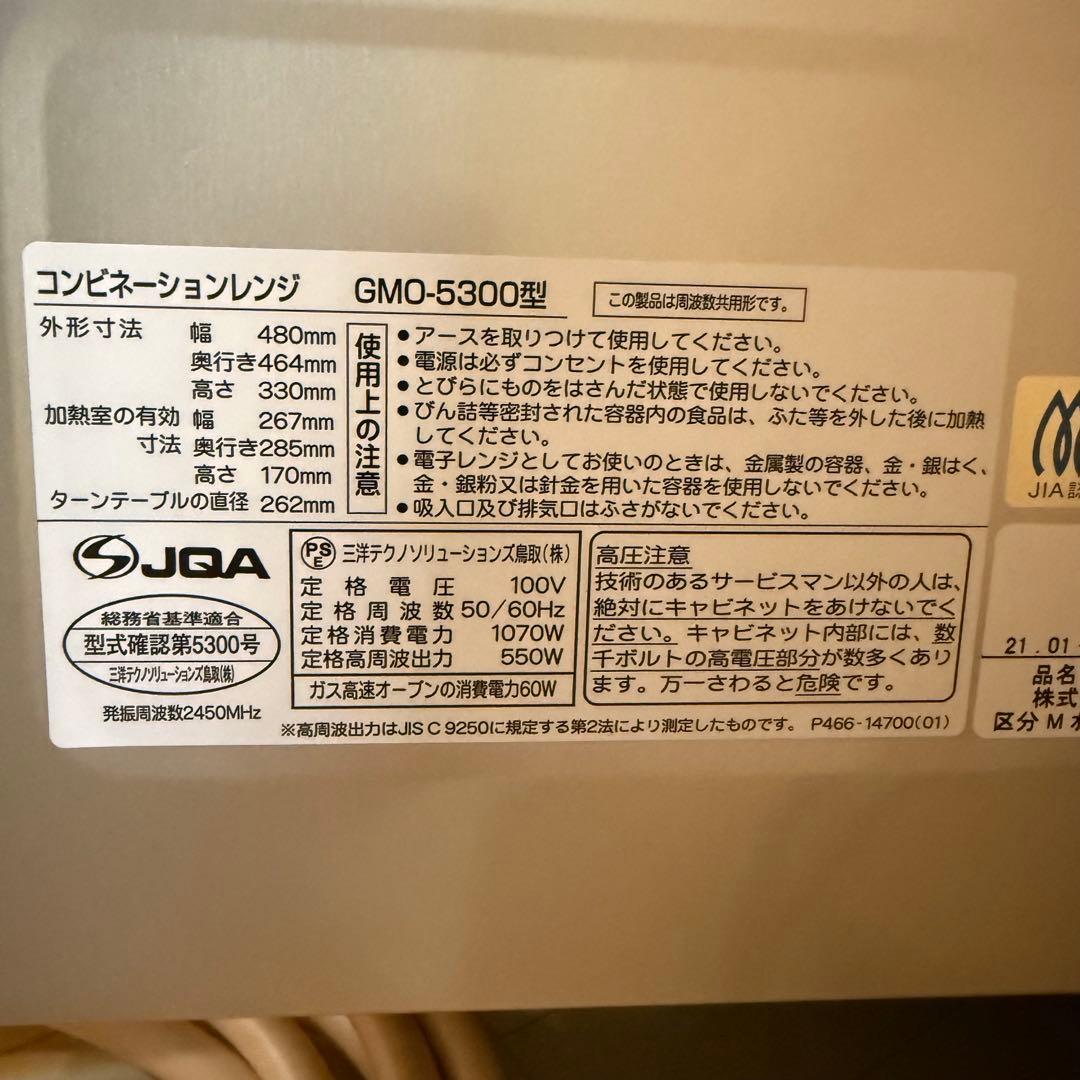 コンビネーションレンジ GMO-5300型
この製品は周波数共用形です。
外形寸法 幅 480mm
奥行き464mm
高さ 330mm
加熱室の有効 幅 267mm
寸法 奥行き285mm
高さ 170mm
ターンテーブルの直径 262mm
使用上の注意
●アースを取りつけて使用してください。
●電源は必ずコンセントを使用してください。
●とびらにものをはさんだ状態で使用しないでください。
●びん詰等密封された容器内の食品は、ふた等を外した後に加熱
してください。
●電子レンジとしてお使いのときは、金属製の容器、金・銀はく、
金・銀粉又は針金を用いた容器を使用しないでください。
●吸入口及び排気口はふさがないでください。
JQA
総務省基準適合
型式確認第5300号
三洋テクノソリューションズ鳥取(株)
発振周波数2450MHz
PSE 三洋テクノソリューションズ鳥取(株)
定格電圧 100V
定格周波数 50/60Hz
定格消費電力 1070W
定格高周波出力 550W
ガス高速オーブンの消費電力60W
高圧注意
技術のあるサービスマン以外の人は、
絶対にキャビネットをあけないでく
ださい。キャビネット内部には、数
千ボルトの高電圧部分が数多くあり
ます。万一さわると危険です。
※高周波出力はJIS C 9250に規定する第2法により測定したものです。 P466-14700(01)
JIA認
21.01
品名
株式
区分 M